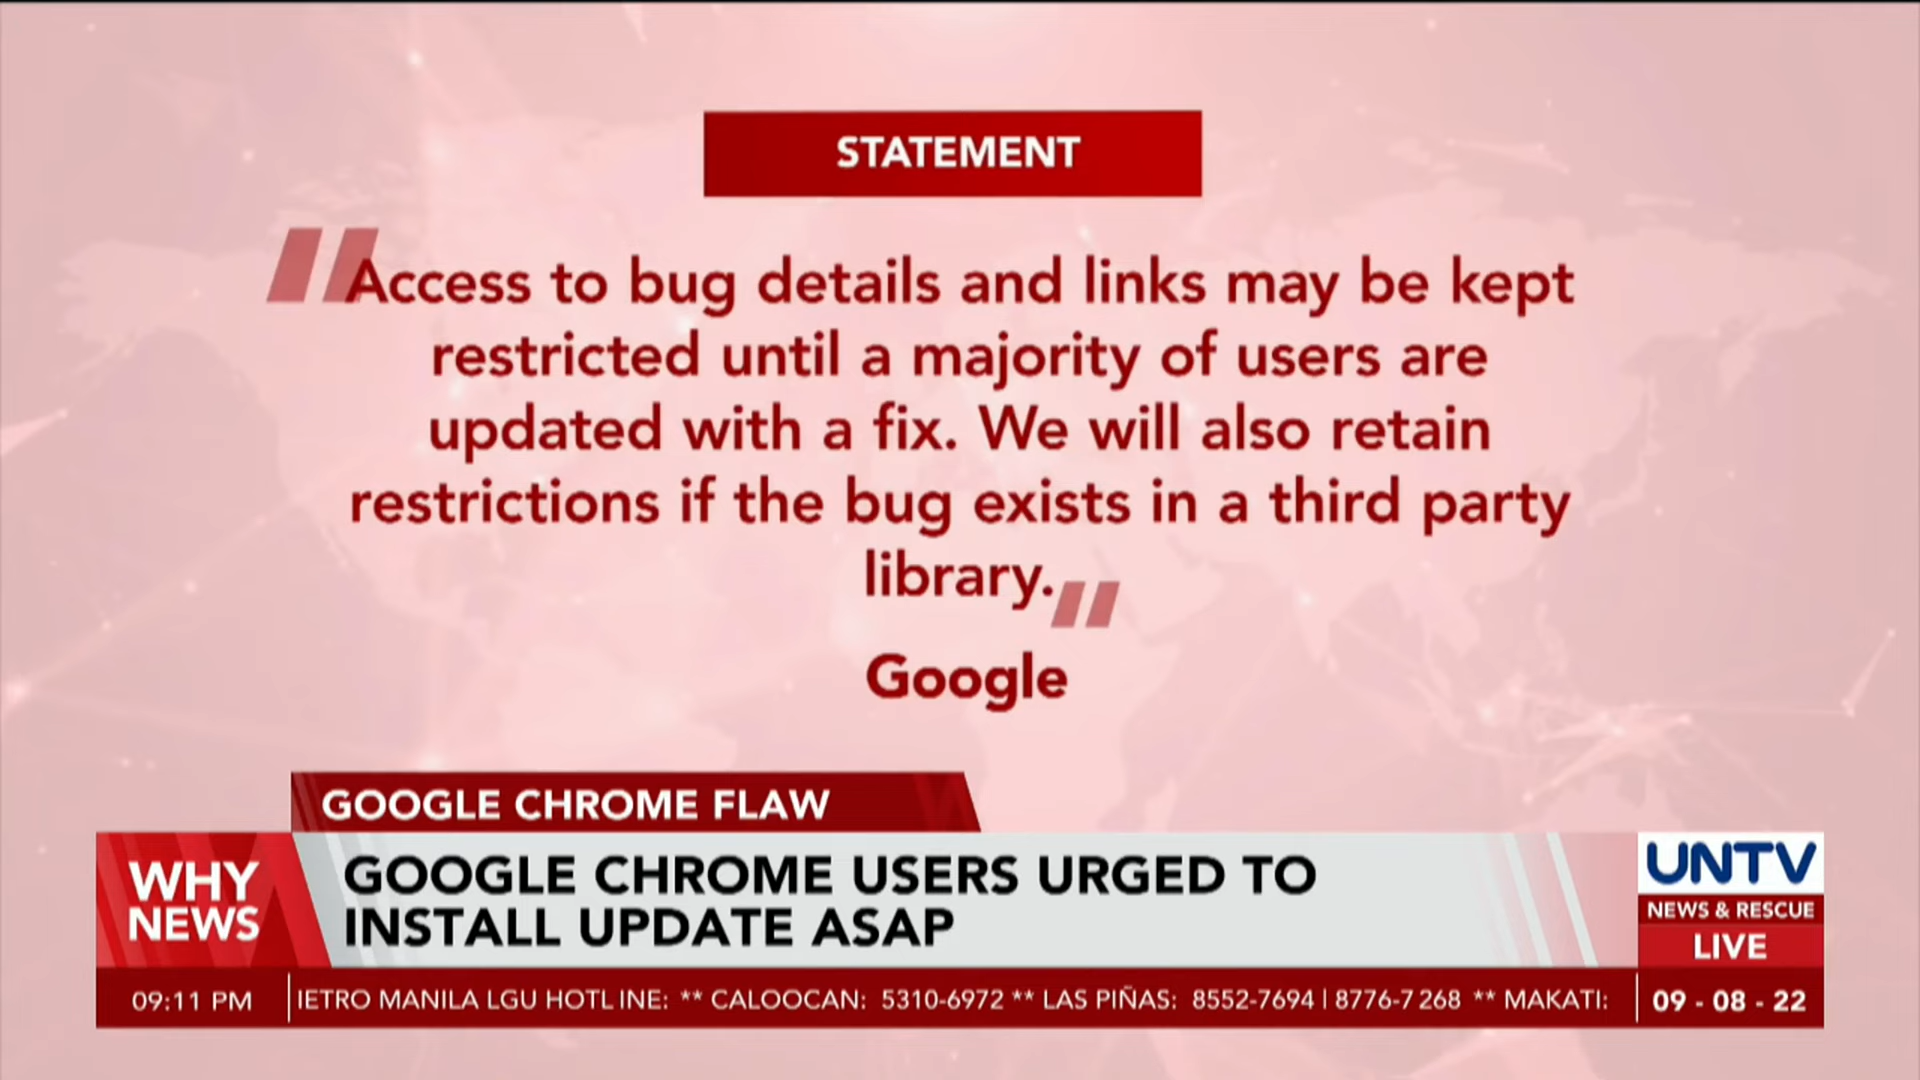 STATEMENT
"Access to bug details and links may be kept
restricted until a majority of users are
updated with a fix. We will also retain
restrictions if the bug exists in a third party
library."
Google
GOOGLE CHROME FLAW
WHY
NEWS
GOOGLE CHROME USERS URGED TO
INSTALL UPDATE ASAP
UNTV
NEWS & RESCUE
LIVE
09:11 PM
IETRO MANILA LGU HOTLINE: ** CALOOCAN: 5310-6972 ** LAS PIÑAS: 8552-7694 | 8776-7268 ** MAKATI:
09 - 08 - 22